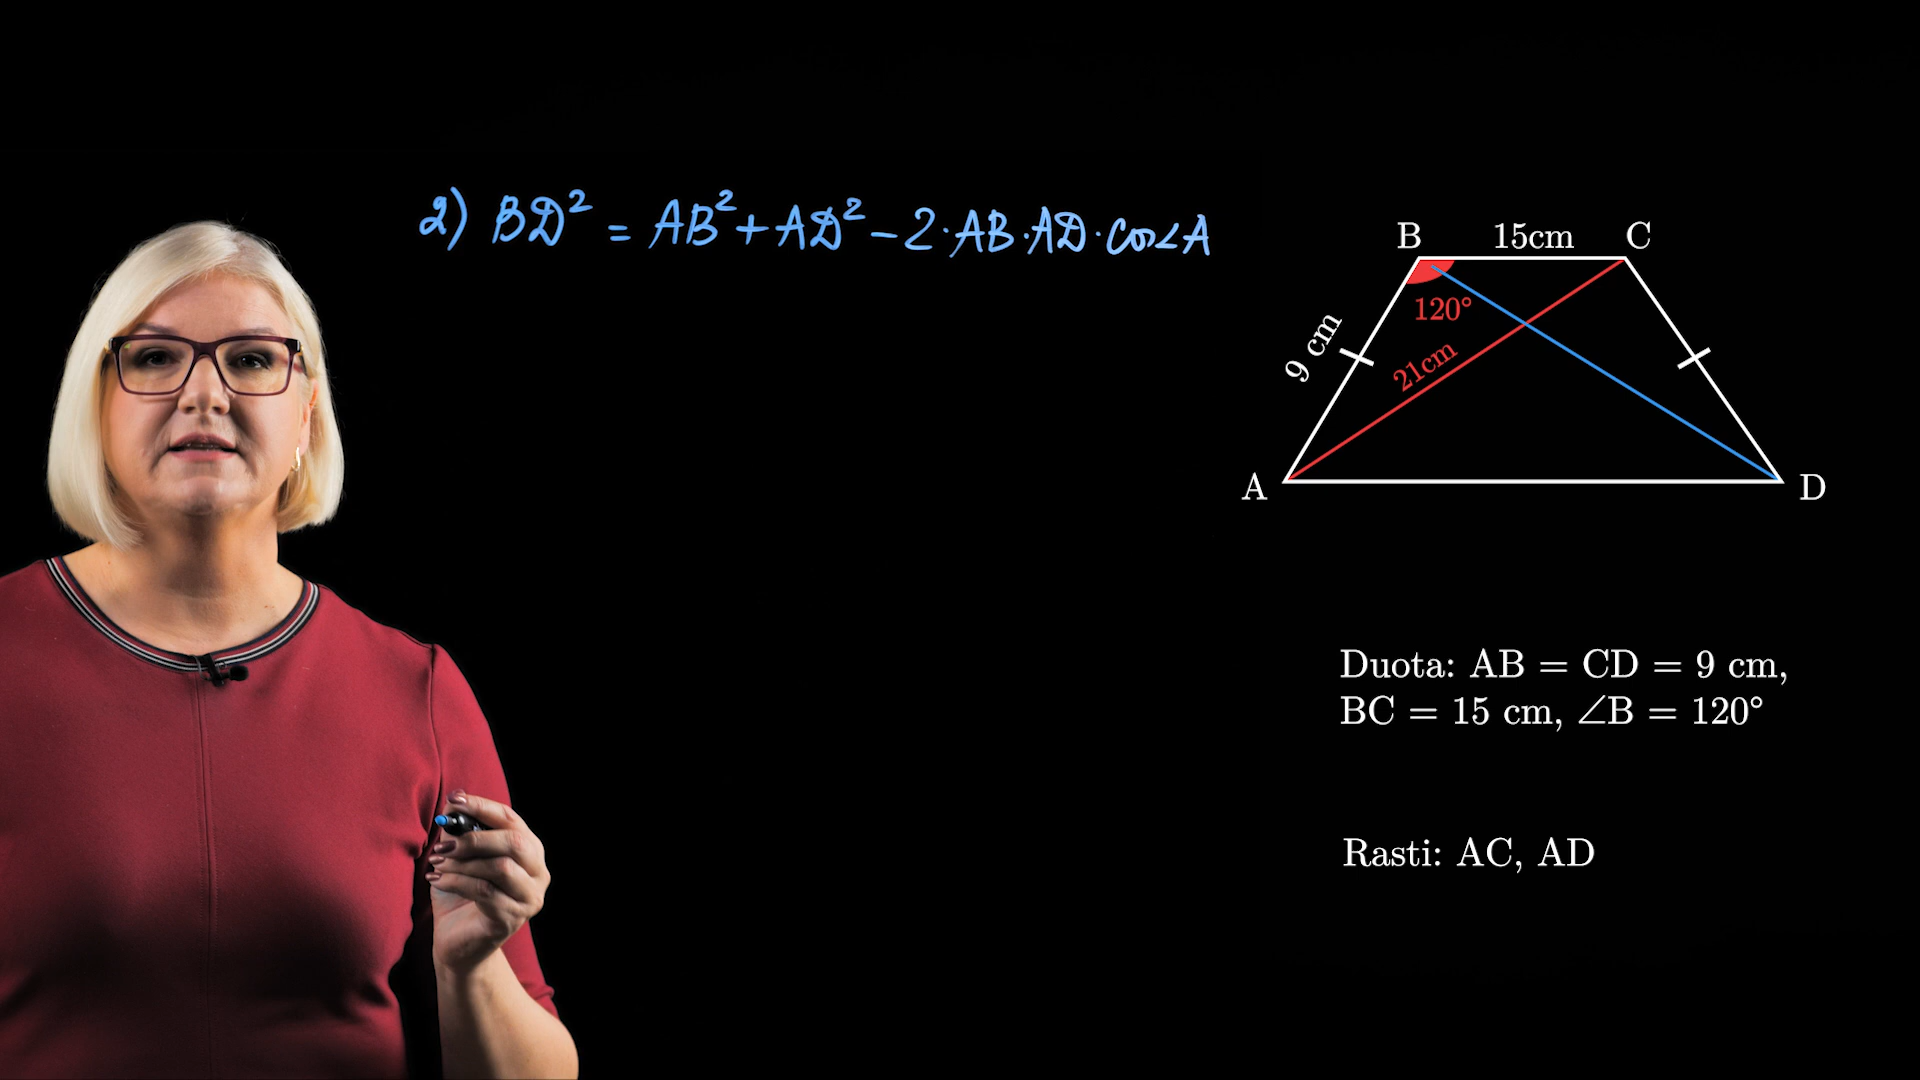 2) BD² = AB² + AD² − 2·AB·AD·cos∠A
B 15cm C
120°
9 cm
21cm
A D
Duota: AB = CD = 9 cm,
BC = 15 cm, ∠B = 120°
Rasti: AC, AD